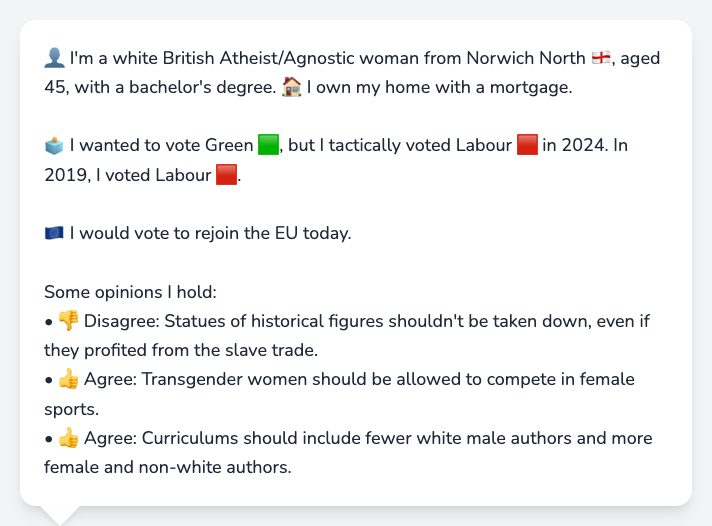 👤 I'm a white British Atheist/Agnostic woman from Norwich North 🏴󠁧󠁢󠁥󠁮󠁧󠁿, aged
45, with a bachelor's degree. 🏠 I own my home with a mortgage.
🗳️ I wanted to vote Green 🟩, but I tactically voted Labour 🟥 in 2024. In
2019, I voted Labour 🟥.
🇪🇺 I would vote to rejoin the EU today.
Some opinions I hold:
• 👎 Disagree: Statues of historical figures shouldn't be taken down, even if
they profited from the slave trade.
• 👍 Agree: Transgender women should be allowed to compete in female
sports.
• 👍 Agree: Curriculums should include fewer white male authors and more
female and non-white authors.